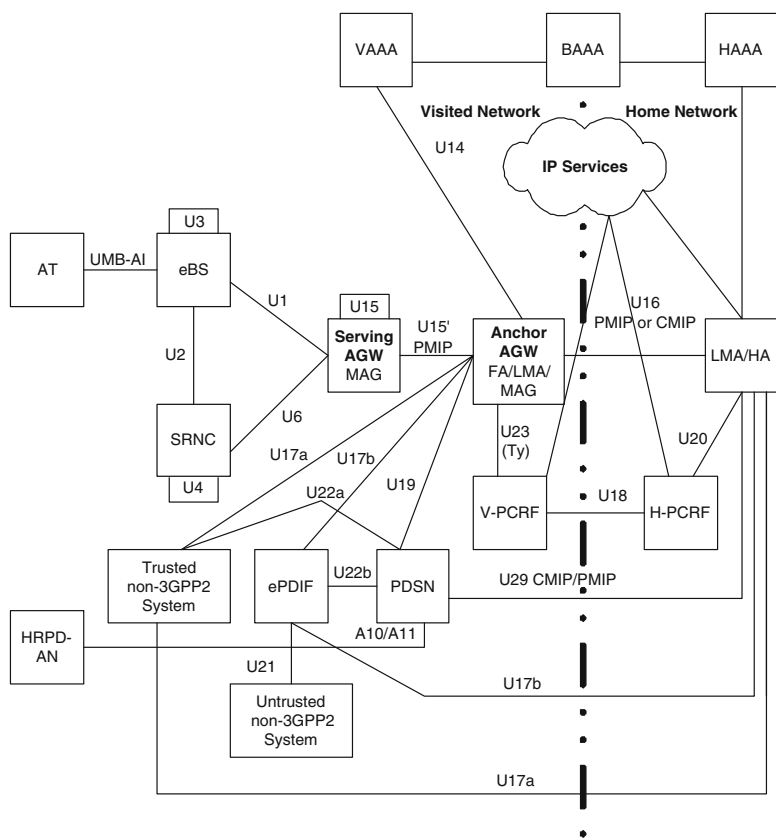 VAAA
BAAA
HAAA
Visited Network
Home Network
U14
IP Services
U3
AT
UMB-AI
eBS
U1
U15
U16
PMIP or CMIP
Serving
AGW
MAG
U15'
PMIP
Anchor
AGW
FA/LMA/
MAG
LMA/HA
U2
U6
SRNC
U4
U17a
U17b
U19
U23
(Ty)
U20
U22a
V-PCRF
U18
H-PCRF
Trusted
non-3GPP2
System
ePDIF
U22b
PDSN
U29 CMIP/PMIP
HRPD-
AN
A10/A11
U21
Untrusted
non-3GPP2
System
U17b
U17a